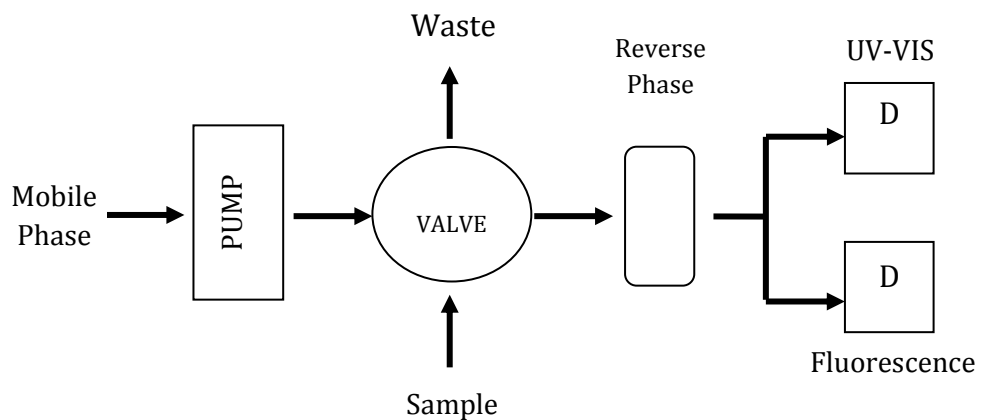 Waste
Reverse
Phase
UV-VIS
D
Mobile
Phase
PUMP
VALVE
D
Fluorescence
Sample